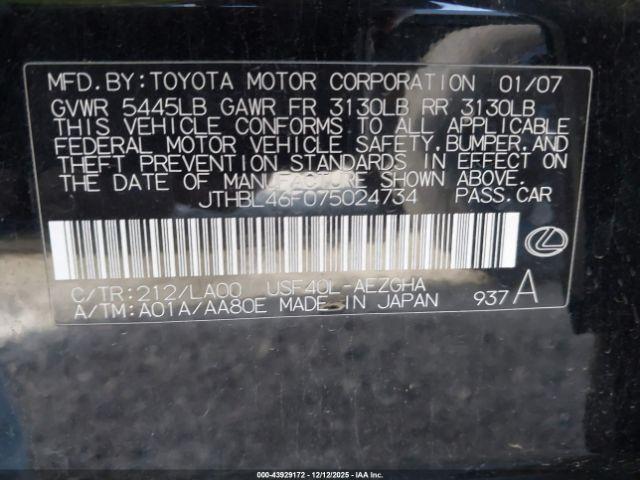 MFD.BY:TOYOTA MOTOR CORPORATION 01/07
GVWR 5445LB GAWR FR 3130LB RR 3130LB
THIS VEHICLE CONFORMS TO ALL APPLICABLE
FEDERAL MOTOR VEHICLE SAFETY,BUMPER,AND
THEFT PREVENTION STANDARDS IN EFFECT ON
THE DATE OF MANUFACTURE SHOWN ABOVE.
JTHBL46F075024734 PASS.CAR
C/TR:212/LA00 USF40L-AEZGHA
A/TM:A01A/AA80E MADE IN JAPAN 937A
000-43929172 - 12/12/2025 - IAAI.com